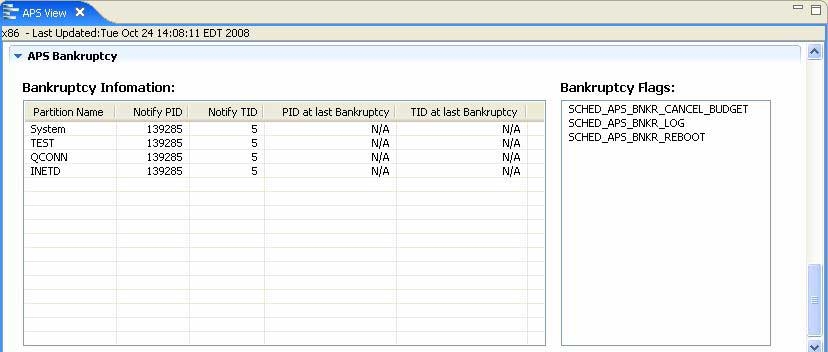 APS View
x86 - Last Updated:Tue Oct 24 14:08:11 EDT 2008
APS Bankruptcy
Bankruptcy Infomation:
Partition Name Notify PID Notify TID PID at last Bankruptcy TID at last Bankruptcy
System 139285 5 N/A N/A
TEST 139285 5 N/A N/A
QCONN 139285 5 N/A N/A
INETD 139285 5 N/A N/A
Bankruptcy Flags:
SCHED_APS_BNKR_CANCEL_BUDGET
SCHED_APS_BNKR_LOG
SCHED_APS_BNKR_REBOOT